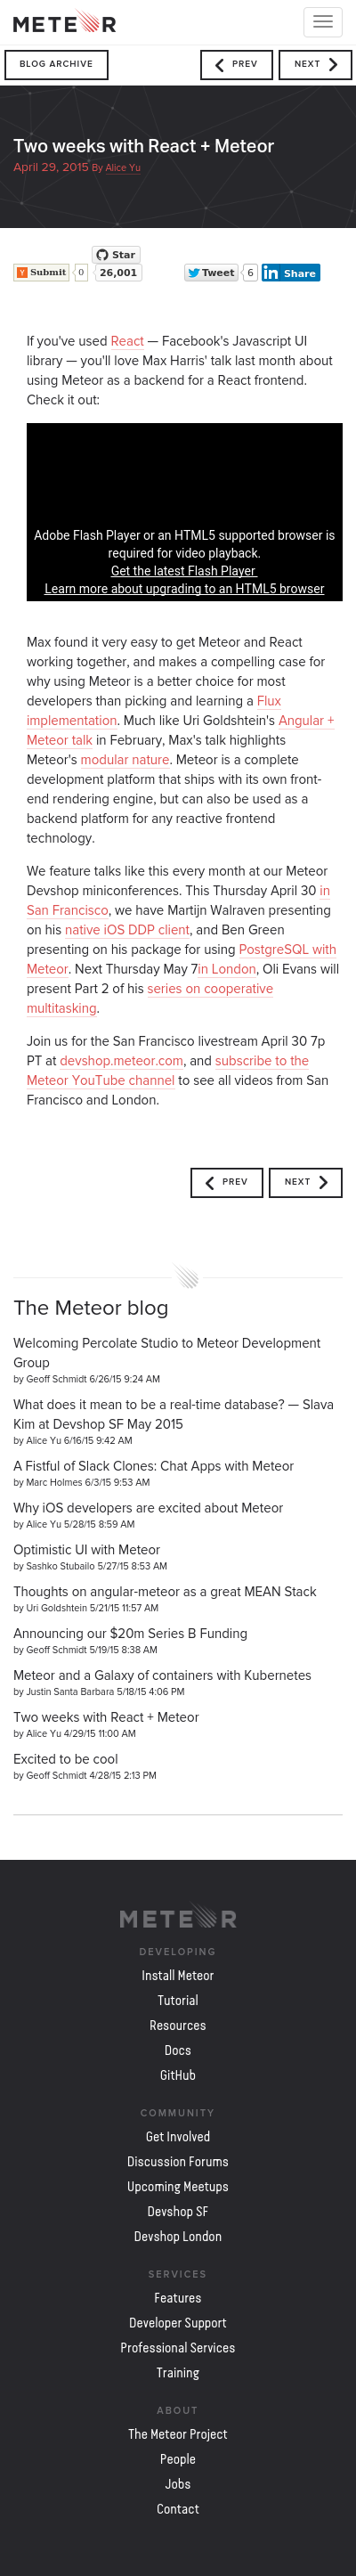 METEOR
BLOG ARCHIVE
PREV
NEXT
Two weeks with React + Meteor
April 29, 2015 By Alice Yu
Star
Y Submit 0
26,001
Tweet 6
in Share
If you've used React — Facebook's Javascript UI
library — you'll love Max Harris' talk last month about
using Meteor as a backend for a React frontend.
Check it out:
Adobe Flash Player or an HTML5 supported browser is
required for video playback.
Get the latest Flash Player
Learn more about upgrading to an HTML5 browser
Max found it very easy to get Meteor and React
working together, and makes a compelling case for
why using Meteor is a better choice for most
developers than picking and learning a Flux
implementation. Much like Uri Goldshtein's Angular +
Meteor talk in February, Max's talk highlights
Meteor's modular nature. Meteor is a complete
development platform that ships with its own front-
end rendering engine, but can also be used as a
backend platform for any reactive frontend
technology.
We feature talks like this every month at our Meteor
Devshop miniconferences. This Thursday April 30 in
San Francisco, we have Martijn Walraven presenting
on his native iOS DDP client, and Ben Green
presenting on his package for using PostgreSQL with
Meteor. Next Thursday May 7in London, Oli Evans will
present Part 2 of his series on cooperative
multitasking.
Join us for the San Francisco livestream April 30 7p
PT at devshop.meteor.com, and subscribe to the
Meteor YouTube channel to see all videos from San
Francisco and London.
PREV
NEXT
The Meteor blog
Welcoming Percolate Studio to Meteor Development
Group
by Geoff Schmidt 6/26/15 9:24 AM
What does it mean to be a real-time database? — Slava
Kim at Devshop SF May 2015
by Alice Yu 6/16/15 9:42 AM
A Fistful of Slack Clones: Chat Apps with Meteor
by Marc Holmes 6/3/15 9:53 AM
Why iOS developers are excited about Meteor
by Alice Yu 5/28/15 8:59 AM
Optimistic UI with Meteor
by Sashko Stubailo 5/27/15 8:53 AM
Thoughts on angular-meteor as a great MEAN Stack
by Uri Goldshtein 5/21/15 11:57 AM
Announcing our $20m Series B Funding
by Geoff Schmidt 5/19/15 8:38 AM
Meteor and a Galaxy of containers with Kubernetes
by Justin Santa Barbara 5/18/15 4:06 PM
Two weeks with React + Meteor
by Alice Yu 4/29/15 11:00 AM
Excited to be cool
by Geoff Schmidt 4/28/15 2:13 PM
METEOR
DEVELOPING
Install Meteor
Tutorial
Resources
Docs
GitHub
COMMUNITY
Get Involved
Discussion Forums
Upcoming Meetups
Devshop SF
Devshop London
SERVICES
Features
Developer Support
Professional Services
Training
ABOUT
The Meteor Project
People
Jobs
Contact